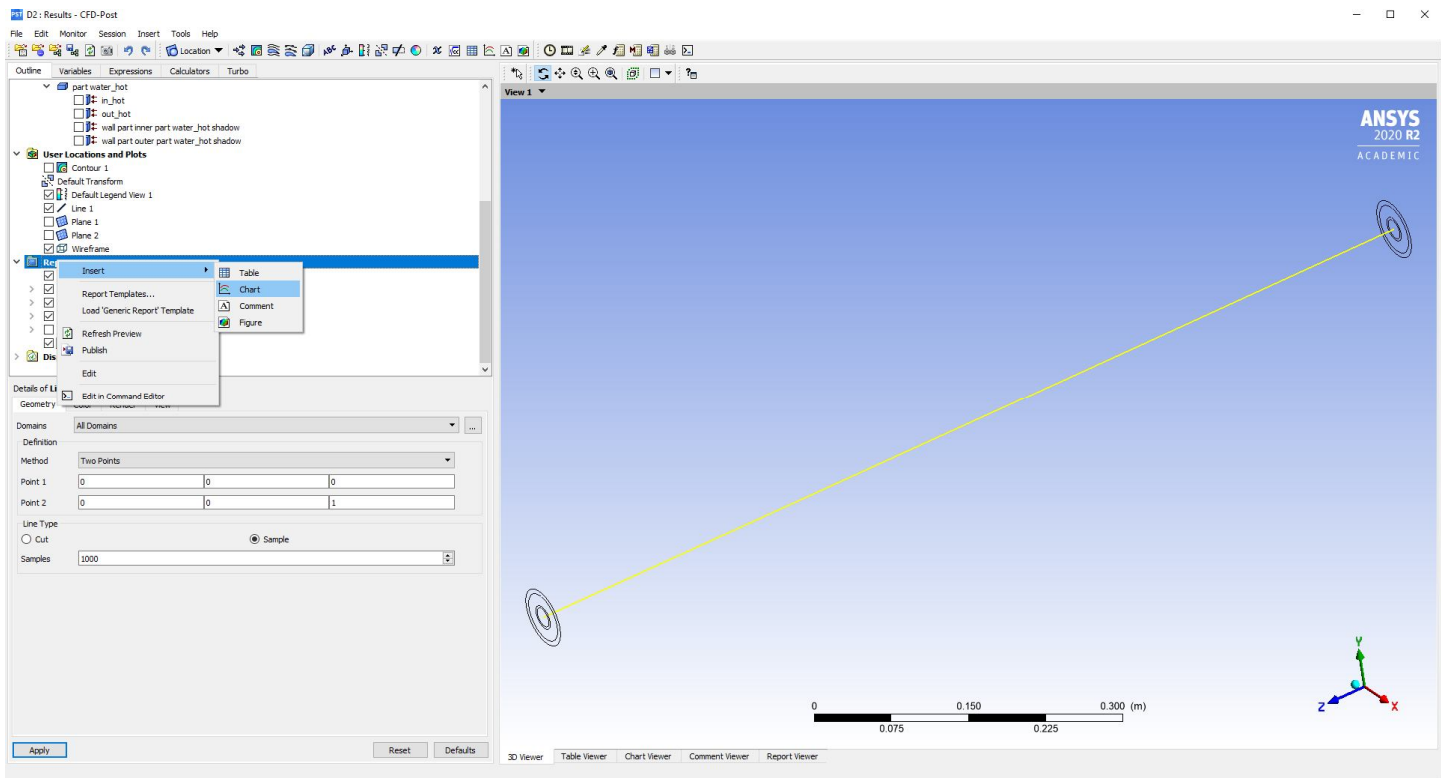 D2 : Results - CFD-Post
File Edit Monitor Session Insert Tools Help
Location
Outline Variables Expressions Calculators Turbo
part water_hot
in_hot
out_hot
wall part inner part water_hot shadow
wall part outer part water_hot shadow
User Locations and Plots
Contour 1
Default Transform
Default Legend View 1
Line 1
Plane 1
Plane 2
Wireframe
Re
Insert
Report Templates...
Load 'Generic Report' Template
Refresh Preview
Publish
Edit
Edit in Command Editor
Table
Chart
Comment
Figure
Dis
Details of Li
Geometry
Domains All Domains ...
Definition
Method Two Points
Point 1 0 0 0
Point 2 0 0 1
Line Type
Cut Sample
Samples 1000
Apply Reset Defaults
View 1
ANSYS
2020 R2
ACADEMIC
Y
Z X
0 0.150 0.300 (m)
0.075 0.225
3D Viewer Table Viewer Chart Viewer Comment Viewer Report Viewer